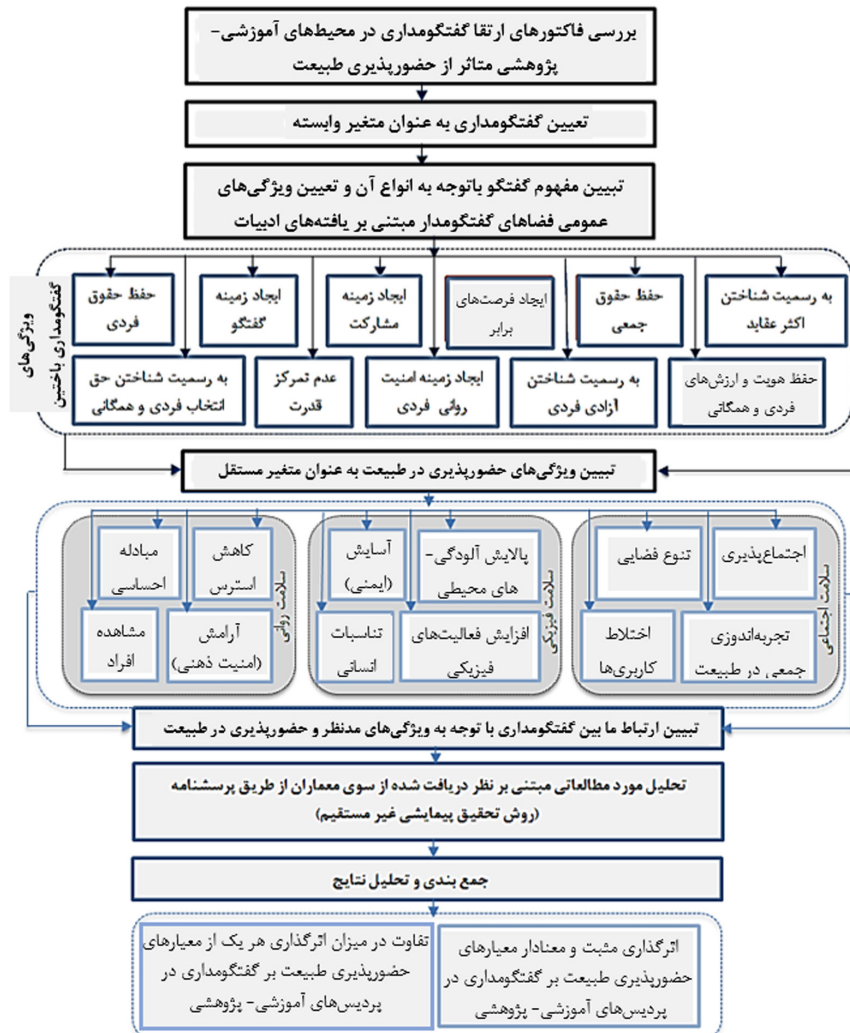 بررسی فاکتورهای ارتقا گفتگومداری در محیط‌های آموزشی-
پژوهشی متاثر از حضورپذیری طبیعت
تعیین گفتگومداری به عنوان متغیر وابسته
تبیین مفهوم گفتگو باتوجه به انواع آن و تعیین ویژگی‌های
عمومی فضاهای گفتگومدار مبتنی بر یافته‌های ادبیات
ویژگی‌های
گفتگومداری باختین
به رسمیت شناختن
اکثر عقاید
حفظ حقوق
جمعی
ایجاد فرصت‌های
برابر
ایجاد زمینه
مشارکت
ایجاد زمینه
گفتگو
حفظ حقوق
فردی
حفظ هویت و ارزش‌های
فردی و همگانی
به رسمیت شناختن
آزادی فردی
ایجاد زمینه امنیت
روانی فردی
عدم تمرکز
قدرت
به رسمیت شناختن حق
انتخاب فردی و همگانی
تبیین ویژگی‌های حضورپذیری در طبیعت به عنوان متغیر مستقل
سلامت اجتماعی
اجتماع‌پذیری
تنوع فضایی
تجربه‌اندوزی
جمعی در طبیعت
اختلاط
کاربری‌ها
سلامت فیزیکی
پالایش آلودگی-
های محیطی
آسایش
(ایمنی)
افزایش فعالیت‌های
فیزیکی
تناسبات
انسانی
سلامت روانی
کاهش
استرس
مبادله
احساسی
آرامش
(امنیت ذهنی)
مشاهده
افراد
تبیین ارتباط ما بین گفتگومداری با توجه به ویژگی‌های مدنظر و حضورپذیری در طبیعت
تحلیل مورد مطالعاتی مبتنی بر نظر دریافت شده از سوی معماران از طریق پرسشنامه
(روش تحقیق پیمایشی غیر مستقیم)
جمع بندی و تحلیل نتایج
اثرگذاری مثبت و معنادار معیارهای
حضورپذیری طبیعت بر گفتگومداری در
پردیس‌های آموزشی- پژوهشی
تفاوت در میزان اثرگذاری هر یک از معیارهای
حضورپذیری طبیعت بر گفتگومداری در
پردیس‌های آموزشی- پژوهشی